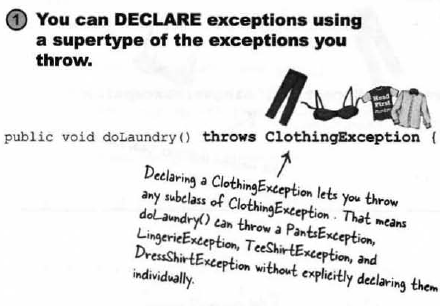 ① You can DECLARE exceptions using
a supertype of the exceptions you
throw.
Head
First
public void doLaundry() throws ClothingException {
Declaring a ClothingException lets you throw
any subclass of ClothingException. That means
doLaundry() can throw a PantsException,
LingerieException, TeeShirtException, and
DressShirtException without explicitly declaring them
individually.